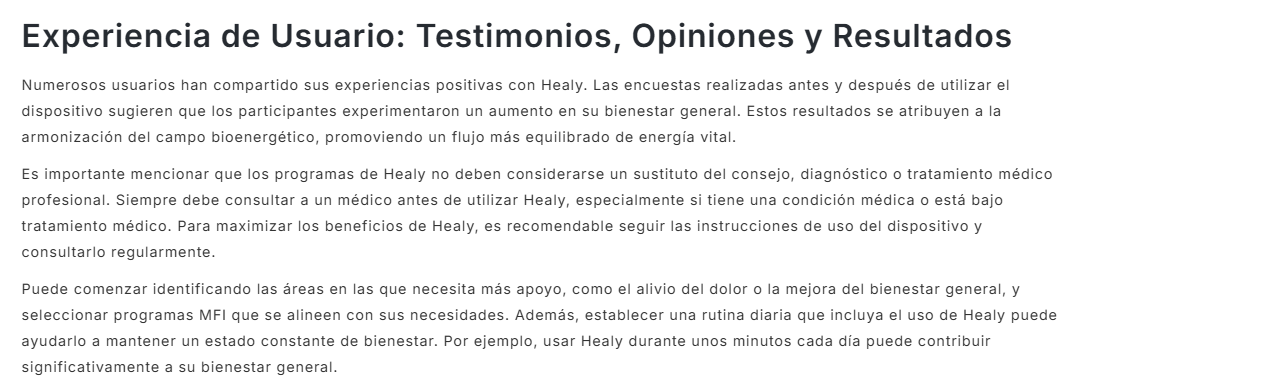 Experiencia de Usuario: Testimonios, Opiniones y Resultados
Numerosos usuarios han compartido sus experiencias positivas con Healy. Las encuestas realizadas antes y después de utilizar el
dispositivo sugieren que los participantes experimentaron un aumento en su bienestar general. Estos resultados se atribuyen a la
armonización del campo bioenergético, promoviendo un flujo más equilibrado de energía vital.
Es importante mencionar que los programas de Healy no deben considerarse un sustituto del consejo, diagnóstico o tratamiento médico
profesional. Siempre debe consultar a un médico antes de utilizar Healy, especialmente si tiene una condición médica o está bajo
tratamiento médico. Para maximizar los beneficios de Healy, es recomendable seguir las instrucciones de uso del dispositivo y
consultarlo regularmente.
Puede comenzar identificando las áreas en las que necesita más apoyo, como el alivio del dolor o la mejora del bienestar general, y
seleccionar programas MFI que se alineen con sus necesidades. Además, establecer una rutina diaria que incluya el uso de Healy puede
ayudarlo a mantener un estado constante de bienestar. Por ejemplo, usar Healy durante unos minutos cada día puede contribuir
significativamente a su bienestar general.